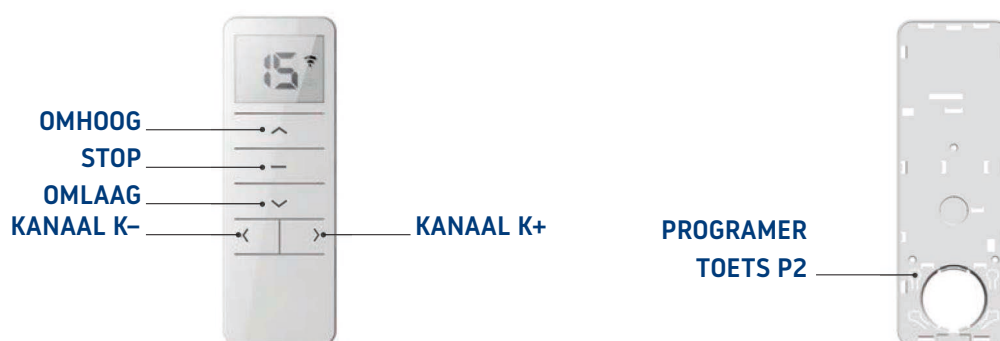 15
OMHOOG
STOP
OMLAAG
KANAAL K–
KANAAL K+
PROGRAMER
TOETS P2